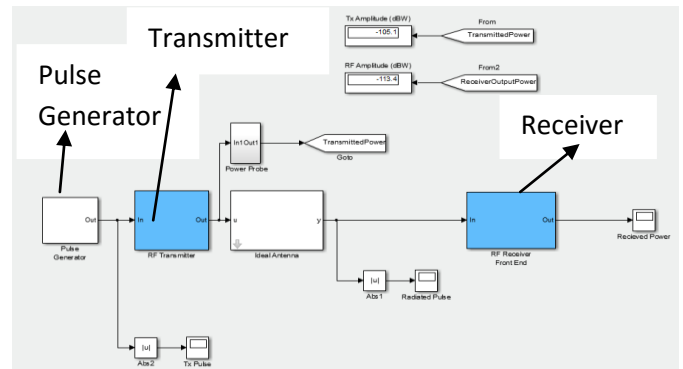 Transmitter
Pulse
Generator
Receiver
Tx Amplitude (dBW)
-105.1
From
TransmittedPower
RF Amplitude (dBW)
-113.4
From2
ReceiverOutputPower
In1Out1
Power Probe
TransmittedPower
Goto
Out
Pulse
Generator
In
Out
RF Transmitter
u
y
Ideal Antenna
In
Out
RF Receiver
Front End
Recieved Power
|u|
Abs1
Radiated Pulse
|u|
Abs2
Tx Pulse